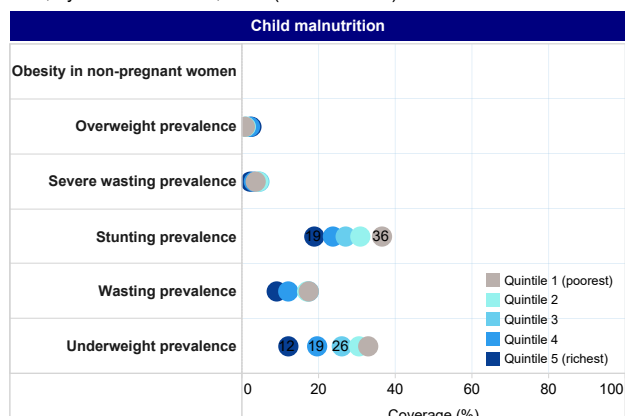 Child malnutrition
Obesity in non-pregnant women
Overweight prevalence
Severe wasting prevalence
Stunting prevalence
19 36
Wasting prevalence
Quintile 1 (poorest)
Quintile 2
Quintile 3
Quintile 4
Quintile 5 (richest)
Underweight prevalence
12 19 26
0 20 40 60 80 100
Coverage (%)